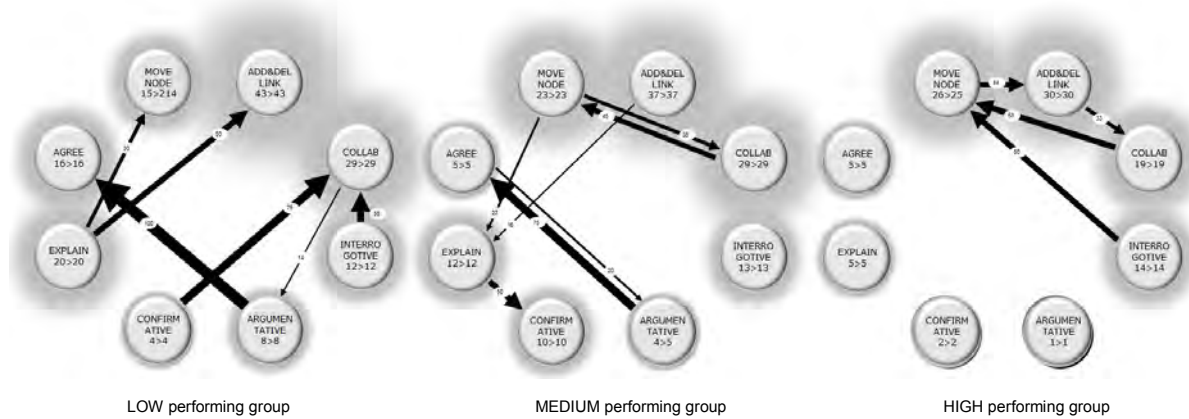 MOVE
NODE
15>214
ADD&DEL
LINK
43>43
AGREE
16>16
COLLAB
29>29
EXPLAIN
20>20
INTERRO
GOTIVE
12>12
CONFIRM
ATIVE
4>4
ARGUMEN
TATIVE
8>8
100
LOW performing group
MOVE
NODE
23>23
ADD&DEL
LINK
37>37
AGREE
5>5
COLLAB
29>29
EXPLAIN
12>12
INTERRO
GOTIVE
13>13
CONFIRM
ATIVE
10>10
ARGUMEN
TATIVE
4>5
MEDIUM performing group
MOVE
NODE
26>25
ADD&DEL
LINK
30>30
AGREE
5>5
COLLAB
19>19
EXPLAIN
5>5
INTERRO
GOTIVE
14>14
CONFIRM
ATIVE
2>2
ARGUMEN
TATIVE
1>1
HIGH performing group